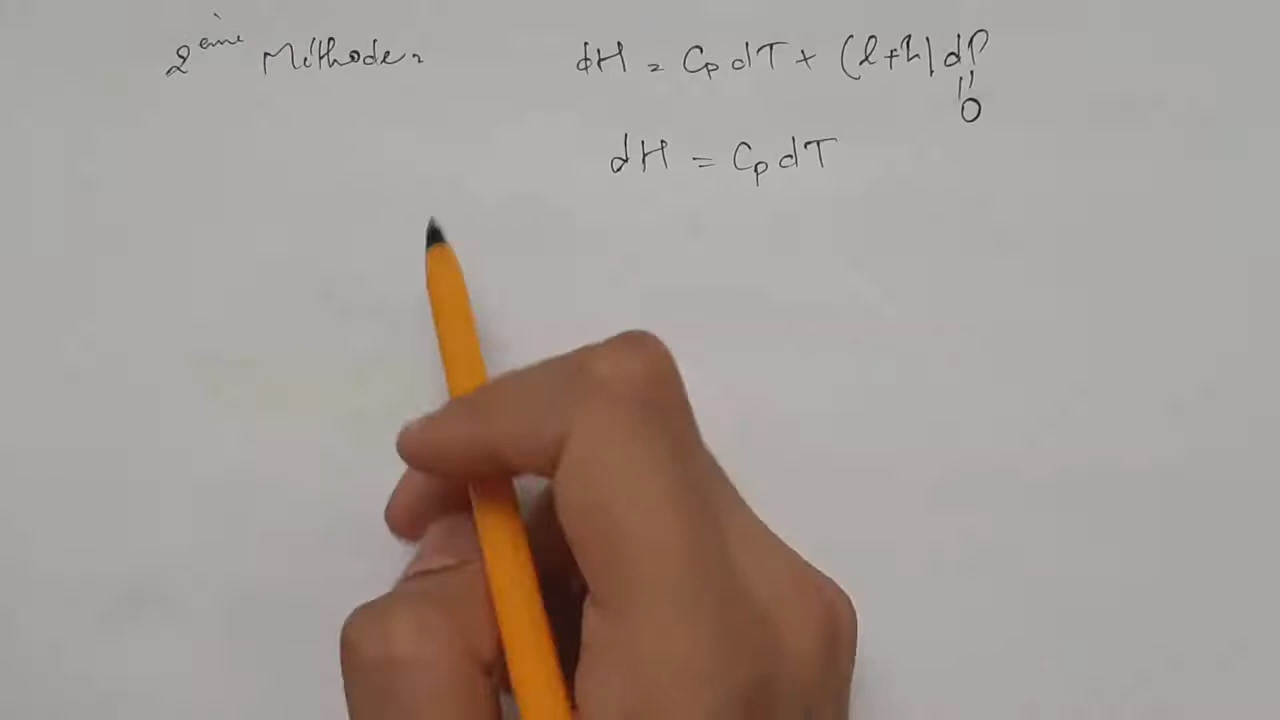 2ème Méthode: dH = Cp dT + (l+h) dP
= 0
dH = Cp dT